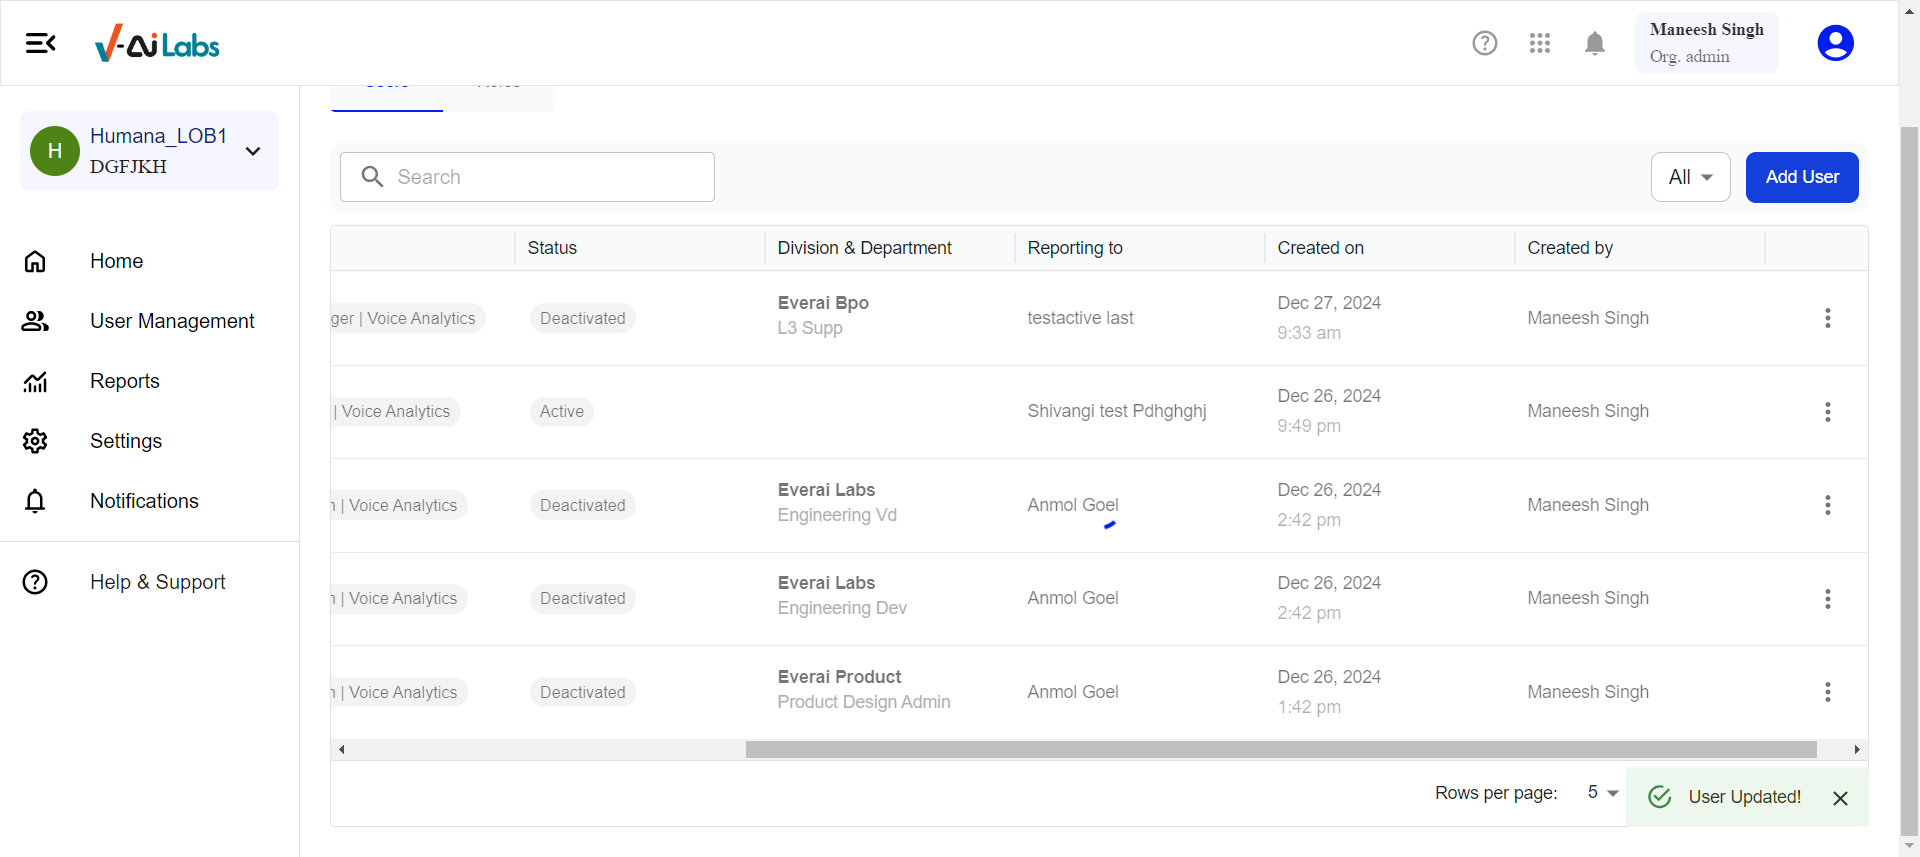 V-Ai Labs
Maneesh Singh
Org. admin
Humana_LOB1
H
DGFJKH
Home
User Management
Reports
Settings
Notifications
Help & Support
Search
All
Add User
Status
Division & Department
Reporting to
Created on
Created by
ger | Voice Analytics
Deactivated
Everai Bpo
L3 Supp
testactive last
Dec 27, 2024
9:33 am
Maneesh Singh
| Voice Analytics
Active
Shivangi test Pdhghghj
Dec 26, 2024
9:49 pm
Maneesh Singh
| Voice Analytics
Deactivated
Everai Labs
Engineering Vd
Anmol Goel
Dec 26, 2024
2:42 pm
Maneesh Singh
| Voice Analytics
Deactivated
Everai Labs
Engineering Dev
Anmol Goel
Dec 26, 2024
2:42 pm
Maneesh Singh
| Voice Analytics
Deactivated
Everai Product
Product Design Admin
Anmol Goel
Dec 26, 2024
1:42 pm
Maneesh Singh
Rows per page:
5
User Updated!